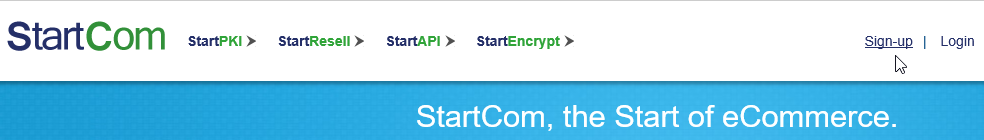 StartCom StartPKI StartResell StartAPI StartEncrypt Sign-up | Login
StartCom, the Start of eCommerce.